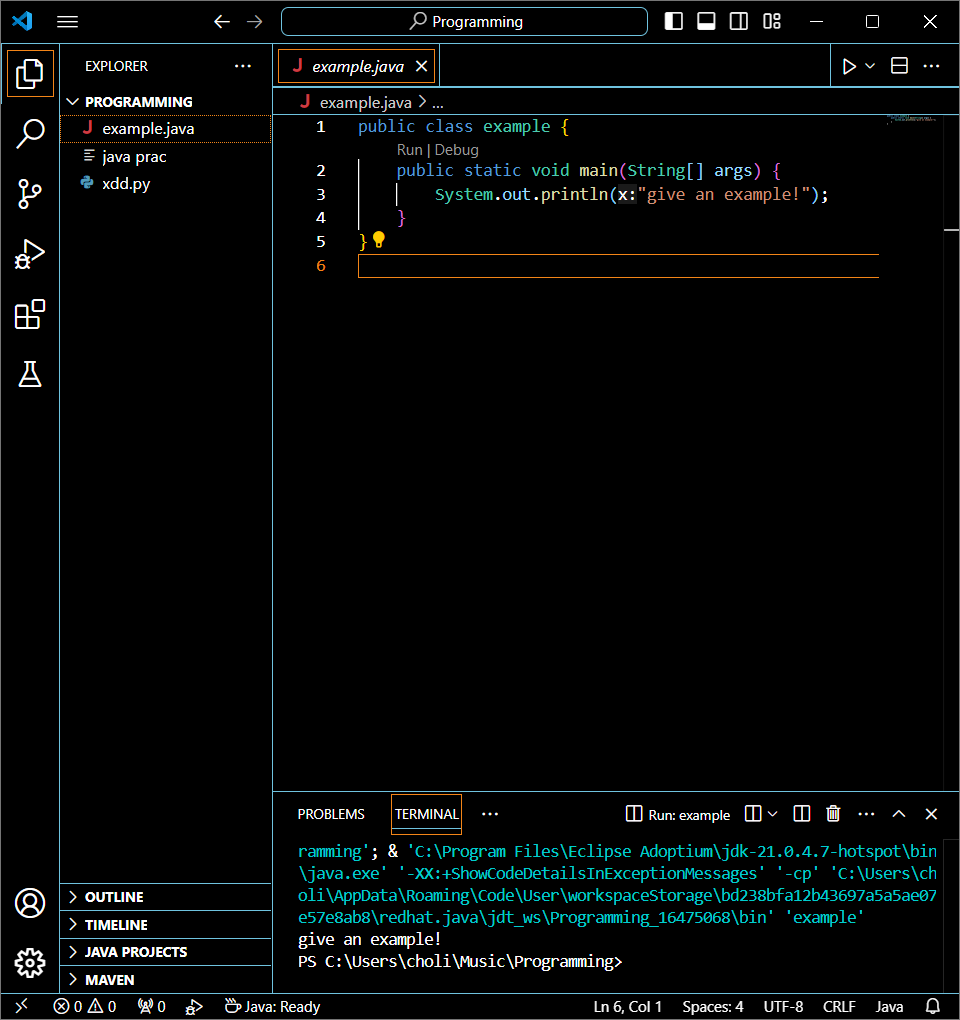 Programming
EXPLORER
PROGRAMMING
example.java
java prac
xdd.py
OUTLINE
TIMELINE
JAVA PROJECTS
MAVEN
example.java
example.java > ...
1 public class example {
Run | Debug
2 public static void main(String[] args) {
3 System.out.println(x:"give an example!");
4 }
5 }
6
PROBLEMS TERMINAL ... Run: example
ramming'; & 'C:\Program Files\Eclipse Adoptium\jdk-21.0.4.7-hotspot\bin
\java.exe' '-XX:+ShowCodeDetailsInExceptionMessages' '-cp' 'C:\Users\ch
oli\AppData\Roaming\Code\User\workspaceStorage\bd238bfa12b43697a5a5ae07
e57e8ab8\redhat.java\jdt_ws\Programming_16475068\bin' 'example'
give an example!
PS C:\Users\choli\Music\Programming>
0 0 0 Java: Ready Ln 6, Col 1 Spaces: 4 UTF-8 CRLF Java